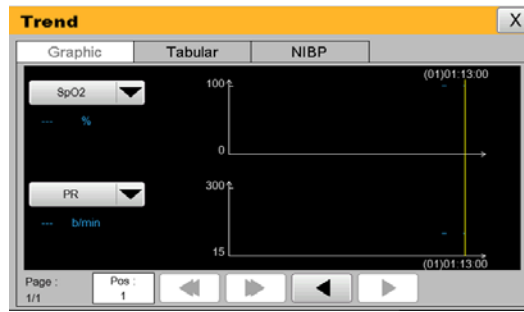 Trend
X
Graphic
Tabular
NIBP
(01)01:13:00
SpO2
100
--- %
0
PR
300
--- b/min
15
(01)01:13:00
Page :
1/1
Pos :
1